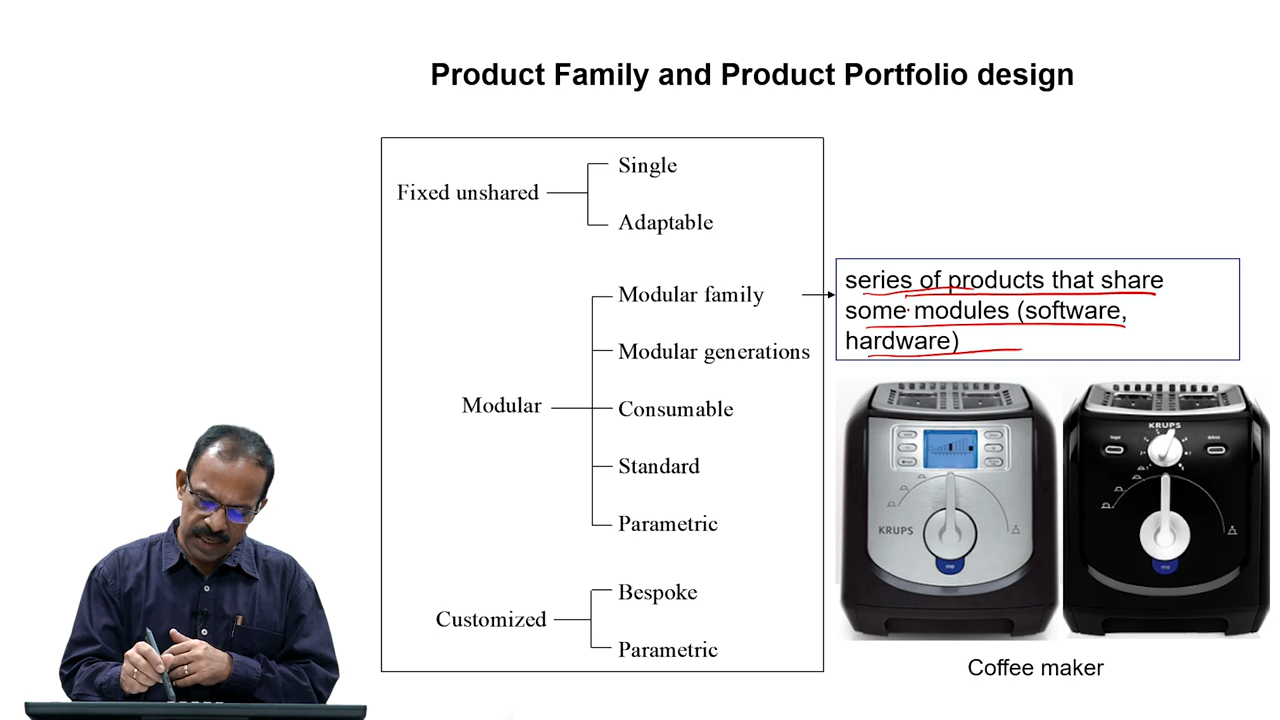 Product Family and Product Portfolio design
Fixed unshared
Single
Adaptable
Modular
Modular family
Modular generations
Consumable
Standard
Parametric
Customized
Bespoke
Parametric
series of products that share
some modules (software,
hardware)
KRUPS
KRUPS
Coffee maker